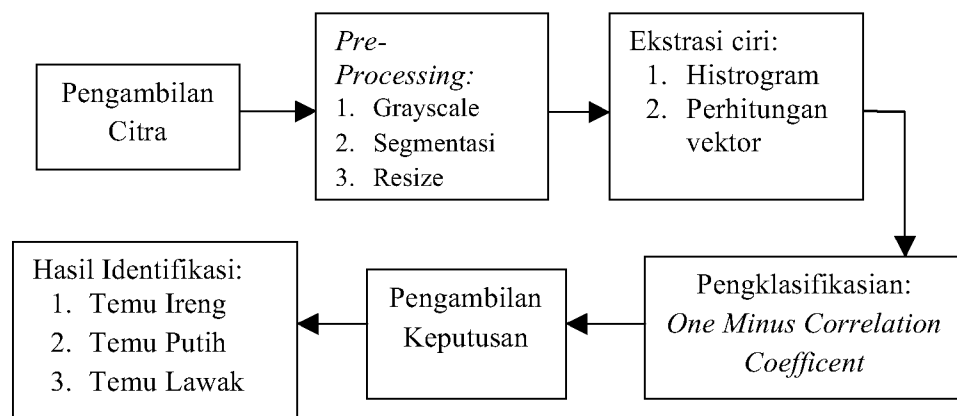 Pengambilan
Citra
Pre-
Processing:
1. Grayscale
2. Segmentasi
3. Resize
Ekstrasi ciri:
1. Histrogram
2. Perhitungan
vektor
Pengklasifikasian:
One Minus Correlation
Coefficent
Pengambilan
Keputusan
Hasil Identifikasi:
1. Temu Ireng
2. Temu Putih
3. Temu Lawak